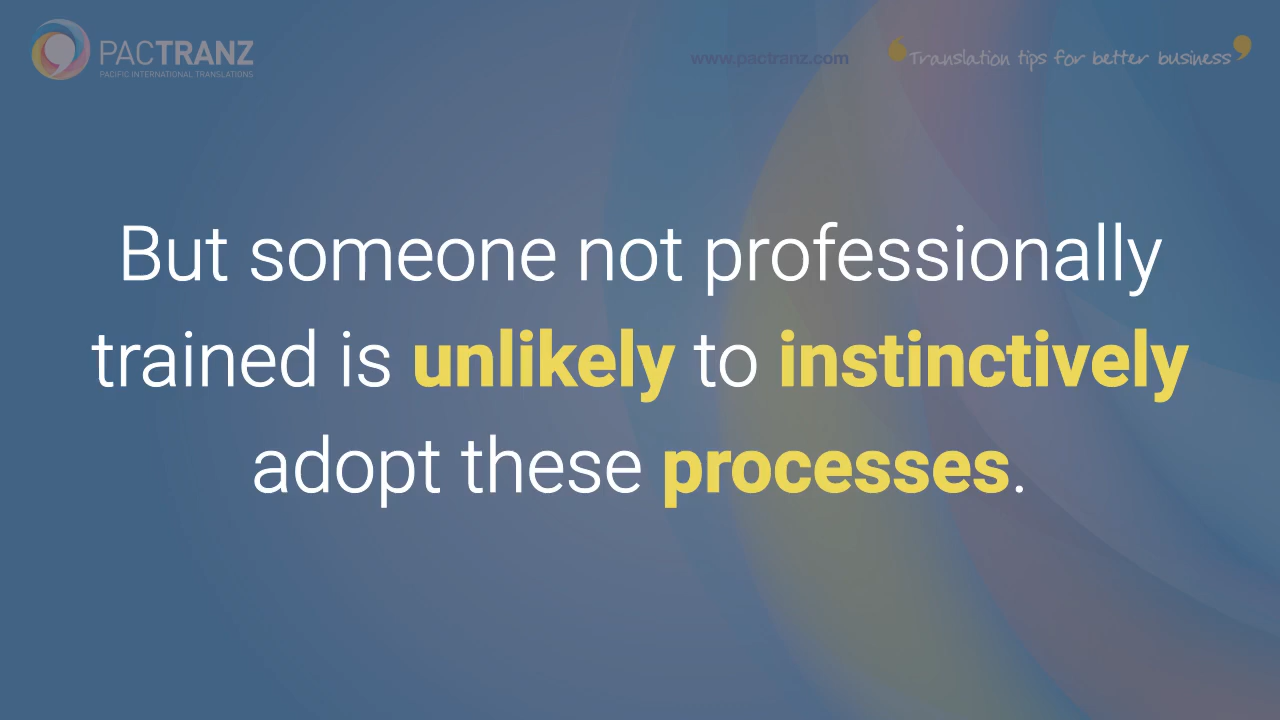 PACTRANZ
PACIFIC INTERNATIONAL TRANSLATIONS
www.pactranz.com
Translation tips for better business
But someone not professionally
trained is unlikely to instinctively
adopt these processes.